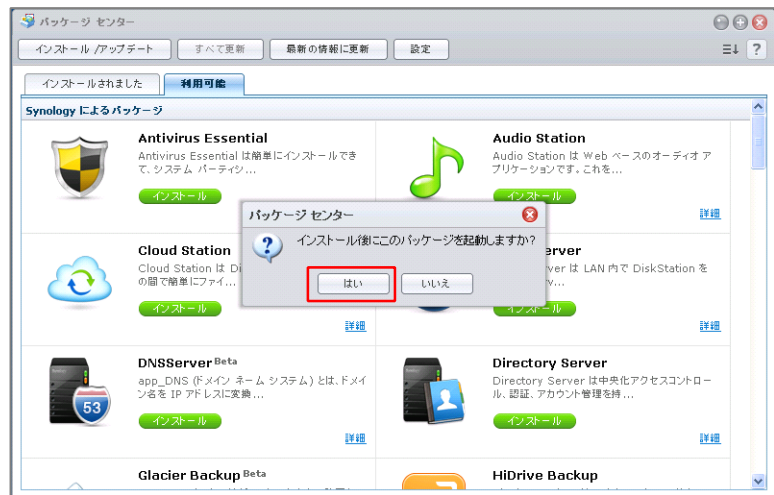 パッケージ センター
インストール /アップデート すべて更新 最新の情報に更新 設定
インストールされました 利用可能
Synology によるパッケージ
Antivirus Essential
Antivirus Essential は簡単にインストールでき
て、システム パーティシ...
インストール
Audio Station
Audio Station は Web ベースのオーディオ ア
プリケーションです。これを...
インストール
詳細
パッケージ センター
インストール後にこのパッケージを起動しますか?
はい いいえ
Cloud Station
Cloud Station は Di
の間で簡単にファイ...
インストール
詳細
erver
ver は LAN 内で DiskStation を
v...
インストール
詳細
DNSServer Beta
app_DNS (ドメイン ネーム システム) とは、ドメイ
ン名を IP アドレスに変換...
53
インストール
詳細
Directory Server
Directory Server は中央化アクセスコントロー
ル、認証、アカウント管理を持...
インストール
詳細
Glacier Backup Beta
HiDrive Backup